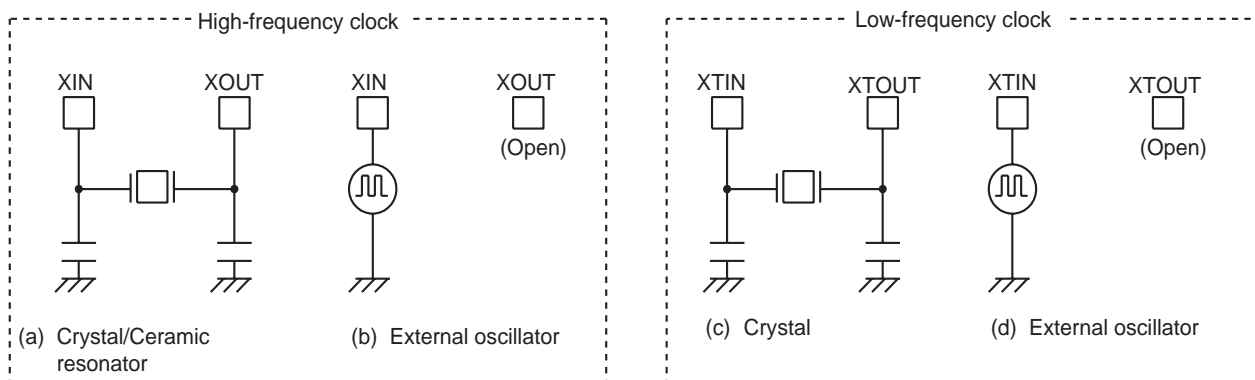 High-frequency clock
Low-frequency clock
XIN
XOUT
XIN
XOUT
(Open)
XTIN
XTOUT
XTIN
XTOUT
(Open)
(a) Crystal/Ceramic
resonator
(b) External oscillator
(c) Crystal
(d) External oscillator